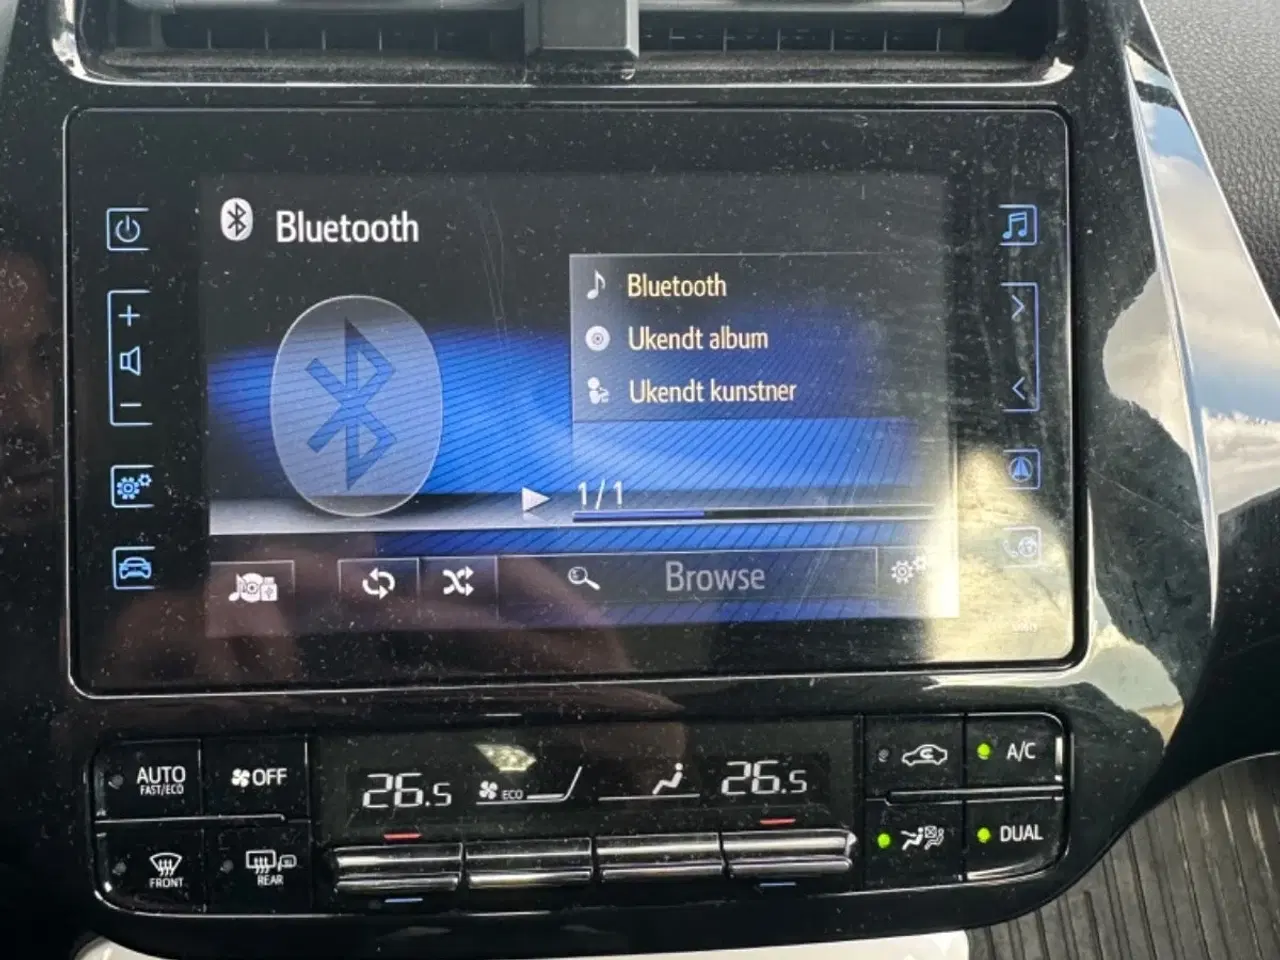 Bluetooth
Bluetooth
Ukendt album
Ukendt kunstner
1/1
Browse
AUTO
FAST/ECO
OFF
FRONT
REAR
26.5
ECO
26.5
A/C
DUAL